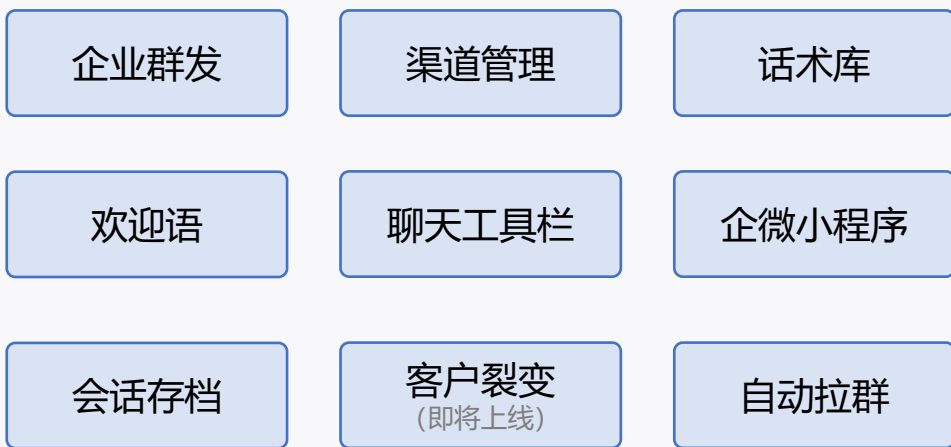 企业群发
渠道管理
话术库
欢迎语
聊天工具栏
企微小程序
会话存档
客户裂变
（即将上线）
自动拉群